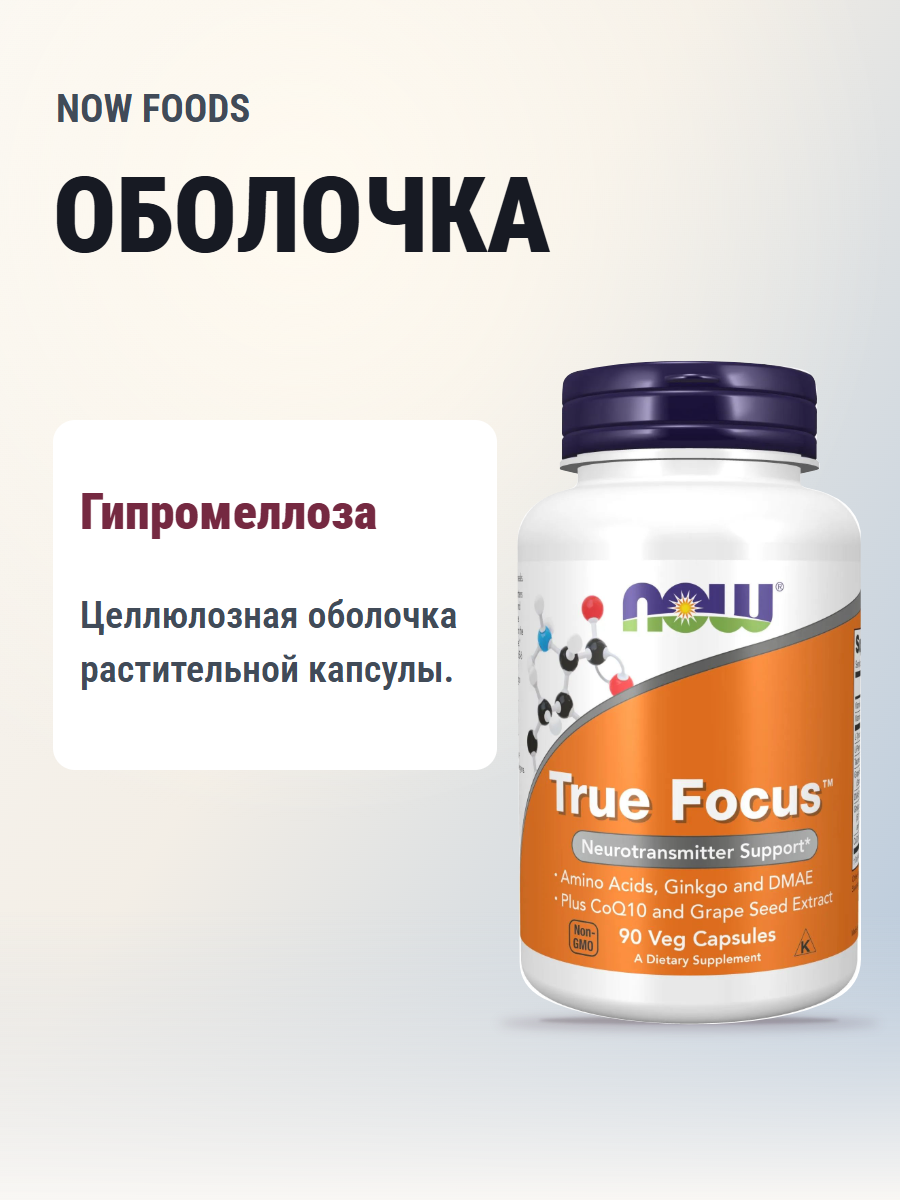 NOW FOODS
ОБОЛОЧКА
Гипромеллоза
Целлюлозная оболочка
растительной капсулы.
NOW®
True Focus™
Neurotransmitter Support*
· Amino Acids, Ginkgo and DMAE
· Plus CoQ10 and Grape Seed Extract
Non-
GMO
90 Veg Capsules
K
A Dietary Supplement